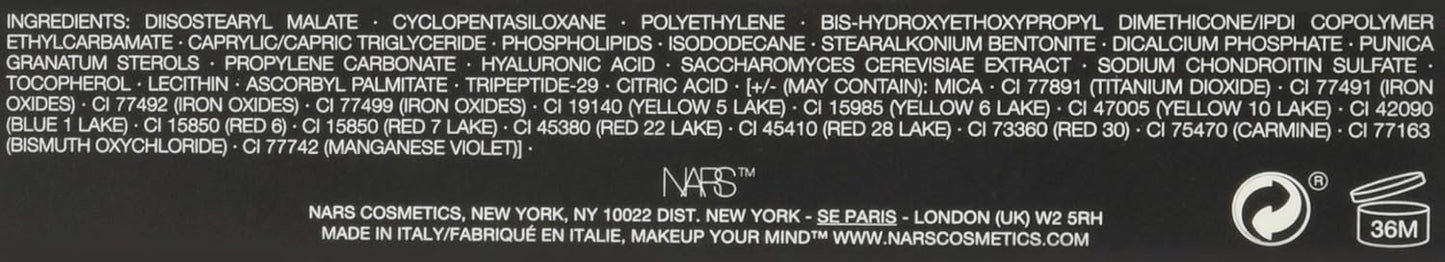 INGREDIENTS: DIISOSTEARYL MALATE · CYCLOPENTASILOXANE · POLYETHYLENE · BIS-HYDROXYETHOXYPROPYL DIMETHICONE/IPDI COPOLYMER
ETHYLCARBAMATE · CAPRYLIC/CAPRIC TRIGLYCERIDE · PHOSPHOLIPIDS · ISODODECANE · STEARALKONIUM BENTONITE · DICALCIUM PHOSPHATE · PUNICA
GRANATUM STEROLS · PROPYLENE CARBONATE · HYALURONIC ACID · SACCHAROMYCES CEREVISIAE EXTRACT · SODIUM CHONDROITIN SULFATE ·
TOCOPHEROL · LECITHIN · ASCORBYL PALMITATE · TRIPEPTIDE-29 · CITRIC ACID · [+/- (MAY CONTAIN): MICA · CI 77891 (TITANIUM DIOXIDE) · CI 77491 (IRON
OXIDES) · CI 77492 (IRON OXIDES) · CI 77499 (IRON OXIDES) · CI 19140 (YELLOW 5 LAKE) · CI 15985 (YELLOW 6 LAKE) · CI 47005 (YELLOW 10 LAKE) · CI 42090
(BLUE 1 LAKE) · CI 15850 (RED 6) · CI 15850 (RED 7 LAKE) · CI 45380 (RED 22 LAKE) · CI 45410 (RED 28 LAKE) · CI 73360 (RED 30) · CI 75470 (CARMINE) · CI 77163
(BISMUTH OXYCHLORIDE) · CI 77742 (MANGANESE VIOLET)] ·
NARS™
NARS COSMETICS, NEW YORK, NY 10022 DIST. NEW YORK - SE PARIS - LONDON (UK) W2 5RH
MADE IN ITALY/FABRIQUÉ EN ITALIE, MAKEUP YOUR MIND™ WWW.NARSCOSMETICS.COM
®
36M